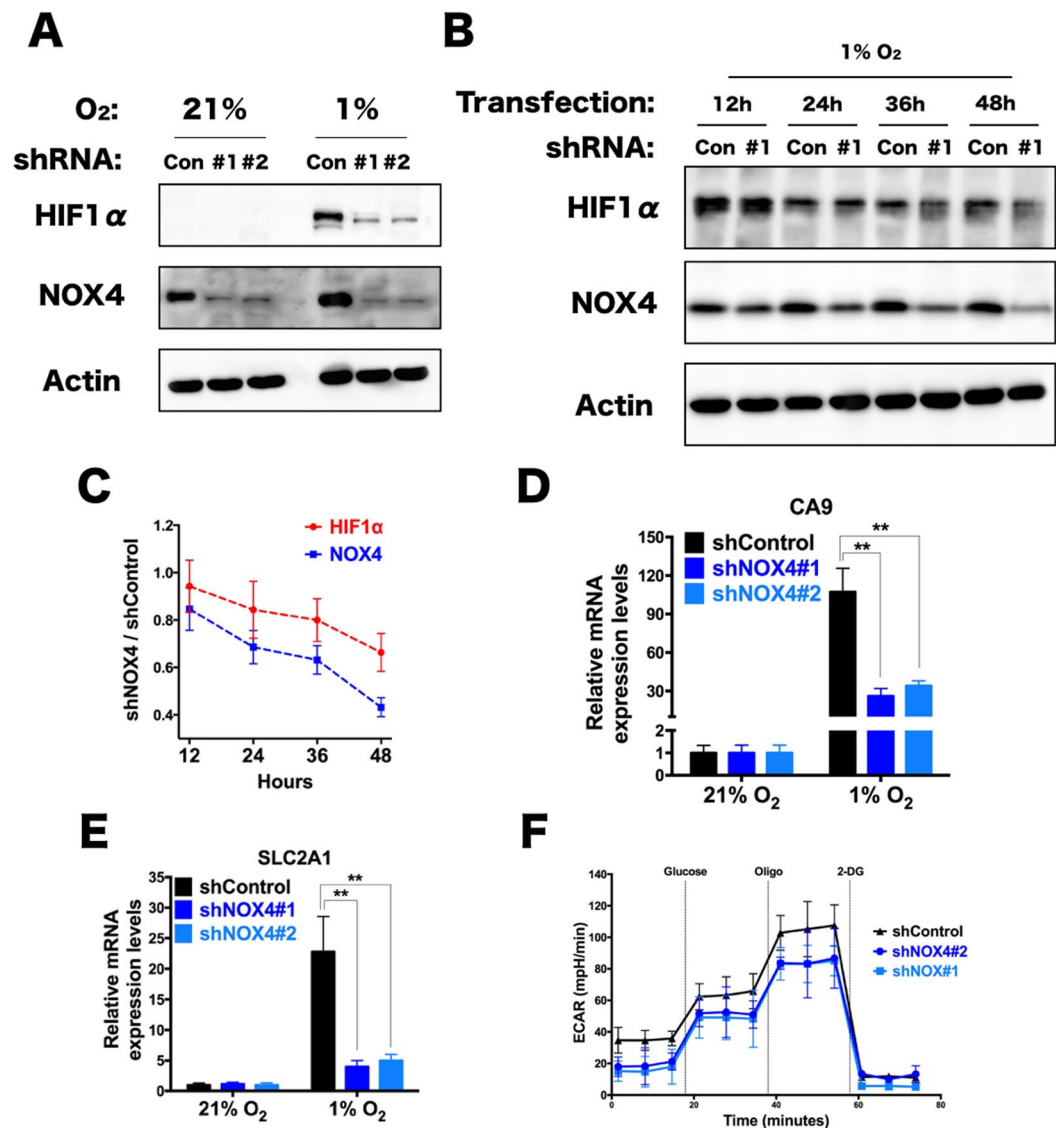 A
O₂: 21% 1%
shRNA: Con #1 #2 Con #1 #2
HIF1α
NOX4
Actin
B
1% O₂
Transfection: 12h 24h 36h 48h
shRNA: Con #1 Con #1 Con #1 Con #1
HIF1α
NOX4
Actin
C
HIF1α
NOX4
shNOX4 / shControl
1.2
1.0
0.8
0.6
0.4
12 24 36 48
Hours
D
CA9
shControl
shNOX4#1
shNOX4#2
**
**
Relative mRNA
expression levels
150
120
90
60
30
2
1
0
21% O₂ 1% O₂
E
SLC2A1
shControl
shNOX4#1
shNOX4#2
**
**
Relative mRNA
expression levels
35
30
25
20
15
10
5
0
21% O₂ 1% O₂
F
Glucose Oligo 2-DG
shControl
shNOX4#2
shNOX#1
ECAR (mpH/min)
140
120
100
80
60
40
20
0
0 20 40 60 80
Time (minutes)